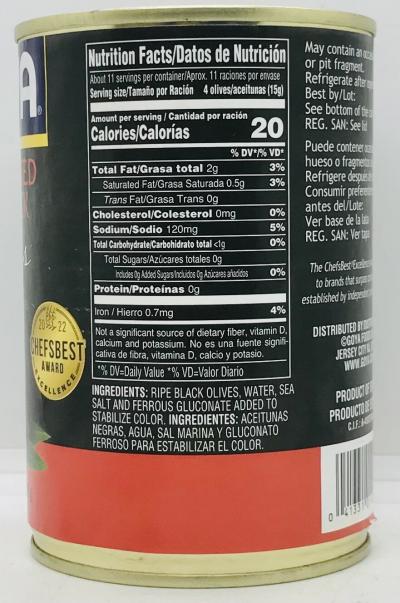 A®
Nutrition Facts/Datos de Nutrición
About 11 servings per container/Aprox. 11 raciones por envase
Serving size/Tamaño por Ración 4 olives/aceitunas (15g)
Amount per serving / Cantidad por ración
Calories/Calorías 20
% DV*/% VD*
Total Fat/Grasa total 2g 3%
Saturated Fat/Grasa Saturada 0.5g 3%
Trans Fat/Grasa Trans 0g
Cholesterol/Colesterol 0mg 0%
Sodium/Sodio 120mg 5%
Total Carbohydrate/Carbohidrato total <1g 0%
Total Sugars/Azúcares totales 0g
Includes 0g Added Sugars/Incluidos 0g Azúcares añadidos 0%
Protein/Proteínas 0g
Iron / Hierro 0.7mg 4%
Not a significant source of dietary fiber, vitamin D,
calcium and potassium. No es una fuente signifi-
cativa de fibra, vitamina D, calcio y potasio.
*% DV=Daily Value *% VD=Valor Diario
INGREDIENTS: RIPE BLACK OLIVES, WATER, SEA
SALT AND FERROUS GLUCONATE ADDED TO
STABILIZE COLOR. INGREDIENTES: ACEITUNAS
NEGRAS, AGUA, SAL MARINA Y GLUCONATO
FERROSO PARA ESTABILIZAR EL COLOR.
CHEFSBEST
AWARD
EXCELLENCE
May contain an
or pit fragment.
Refrigerate after
Best by/Lot:
See bottom of the
REG. SAN: See lid
Puede contener
hueso o fragmentos
Refrigere después de
Consumir preferente
antes del/Lote:
Ver base de la lata
REG. SAN: Ver tapa
The ChefsBest/Excellence
to brands that surpass
established by independent
DISTRIBUTED BY/
©GOYA FOODS
JERSEY CITY
WWW.GOYA
PRODUCT OF
PRODUCTO DE
C.I.F.:
0 41331